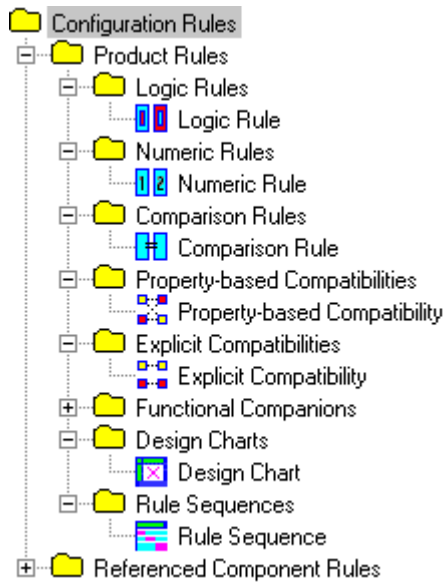 Configuration Rules
Product Rules
Logic Rules
Logic Rule
Numeric Rules
1 2 Numeric Rule
Comparison Rules
Comparison Rule
Property-based Compatibilities
Property-based Compatibility
Explicit Compatibilities
Explicit Compatibility
Functional Companions
Design Charts
Design Chart
Rule Sequences
Rule Sequence
Referenced Component Rules